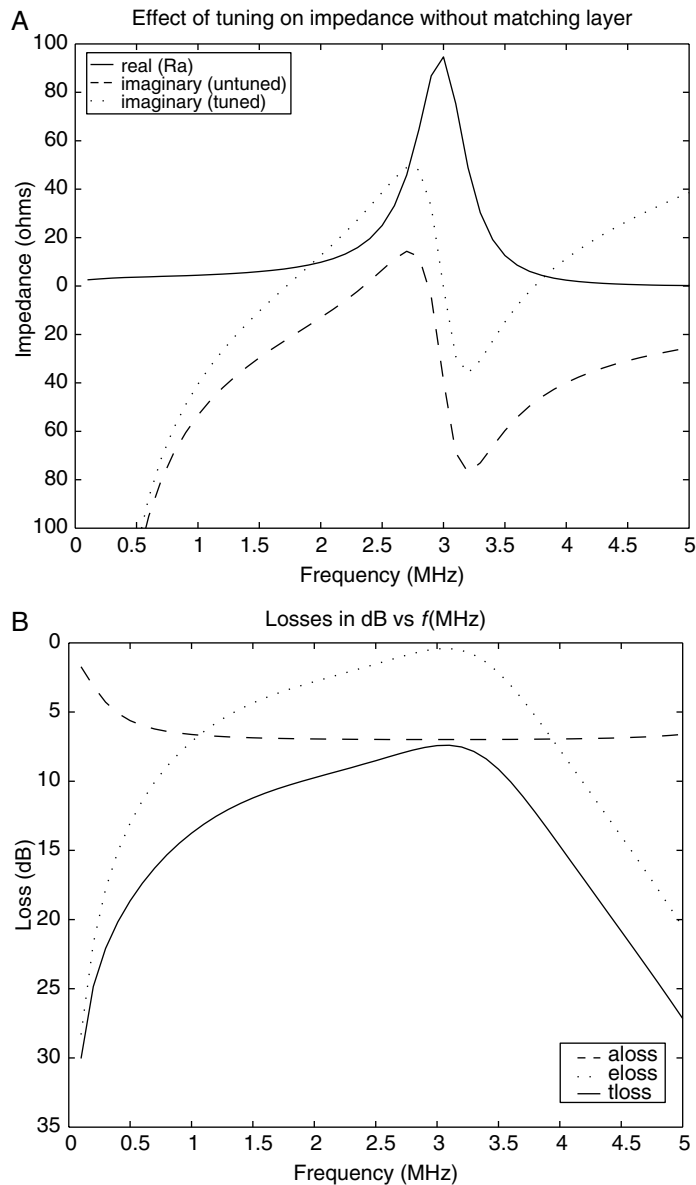 A
Effect of tuning on impedance without matching layer
100
80
60
40
20
0
20
40
60
80
100
Impedance (ohms)
real (Ra)
imaginary (untuned)
imaginary (tuned)
0 0.5 1 1.5 2 2.5 3 3.5 4 4.5 5
Frequency (MHz)
B
Losses in dB vs f(MHz)
0
5
10
15
20
25
30
35
Loss (dB)
aloss
eloss
tloss
0 0.5 1 1.5 2 2.5 3 3.5 4 4.5 5
Frequency (MHz)